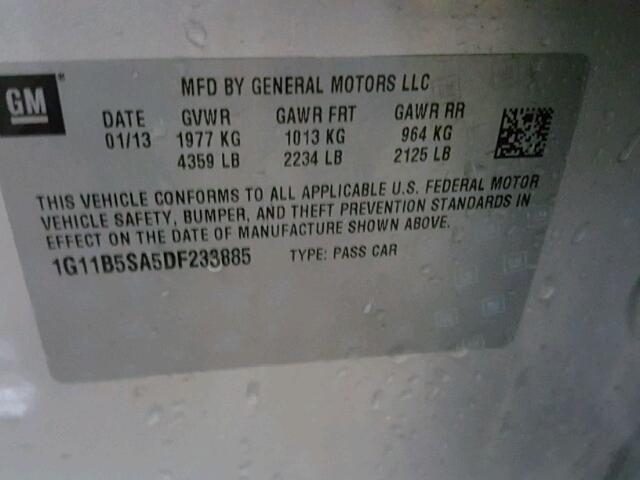 GM
MFD BY GENERAL MOTORS LLC
DATE GVWR GAWR FRT GAWR RR
01/13 1977 KG 1013 KG 964 KG
4359 LB 2234 LB 2125 LB
THIS VEHICLE CONFORMS TO ALL APPLICABLE U.S. FEDERAL MOTOR
VEHICLE SAFETY, BUMPER, AND THEFT PREVENTION STANDARDS IN
EFFECT ON THE DATE OF MANUFACTURE SHOWN ABOVE.
1G11B5SA5DF233885 TYPE: PASS CAR